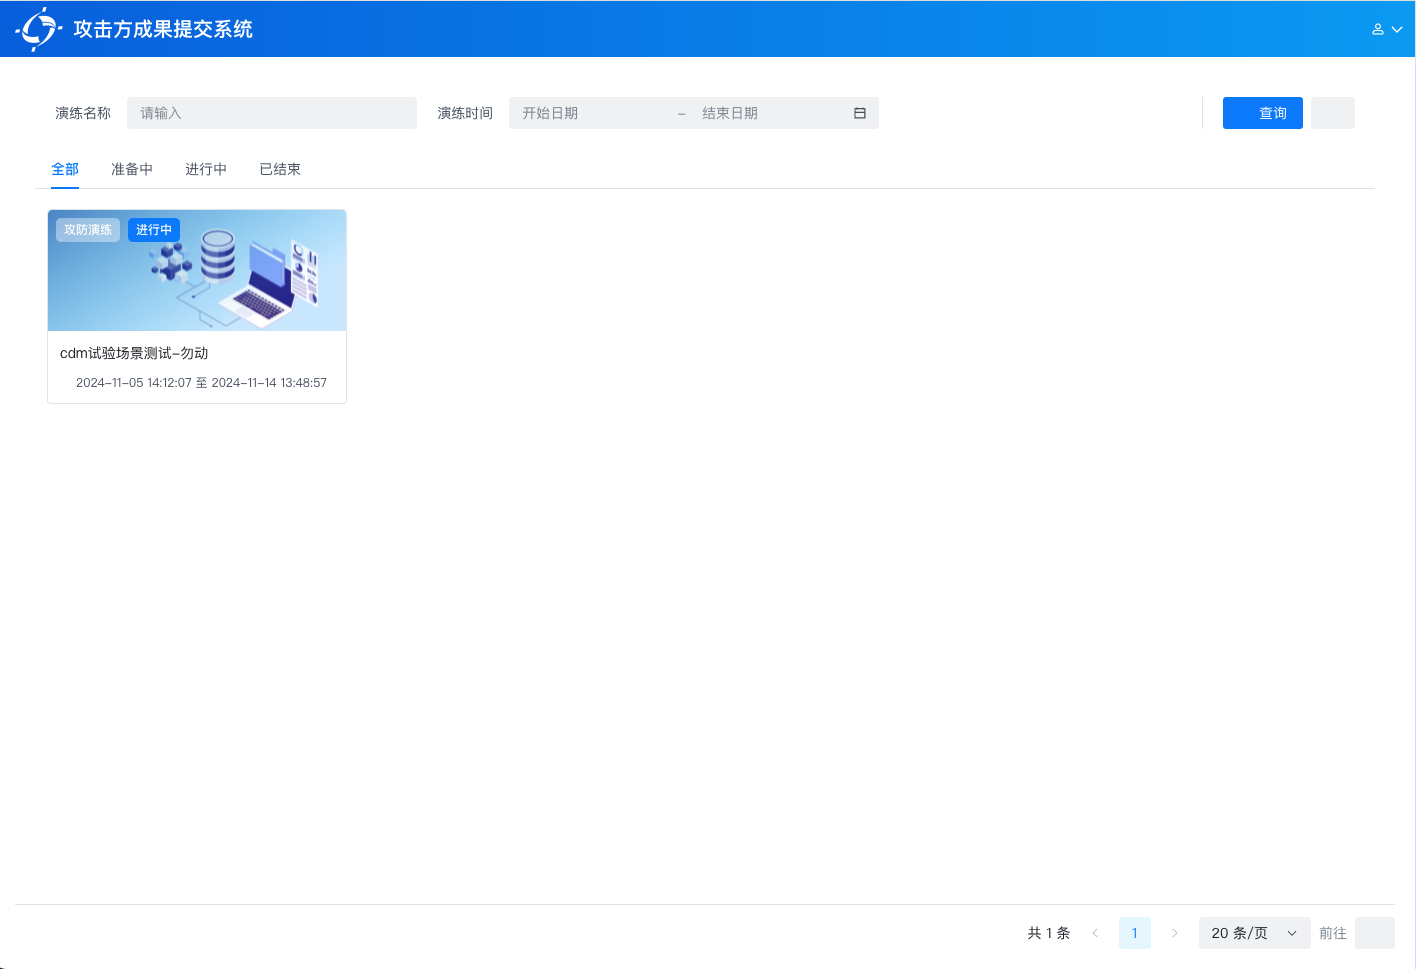 攻击方成果提交系统
演练名称 请输入 演练时间 开始日期 – 结束日期 查询
全部 准备中 进行中 已结束
攻防演练 进行中
cdm试验场景测试-勿动
2024-11-05 14:12:07 至 2024-11-14 13:48:57
共 1 条 1 20 条/页 前往